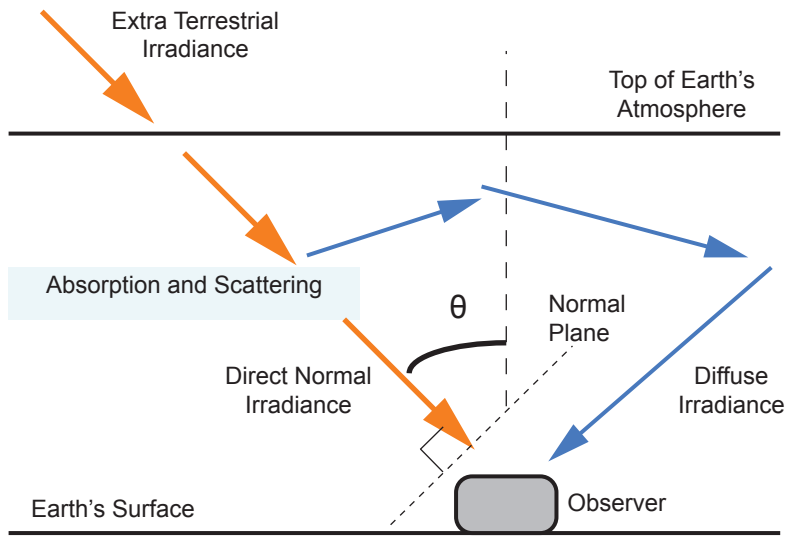 Extra Terrestrial
Irradiance
Top of Earth's
Atmosphere
Absorption and Scattering
θ
Normal
Plane
Direct Normal
Irradiance
Diffuse
Irradiance
Observer
Earth's Surface